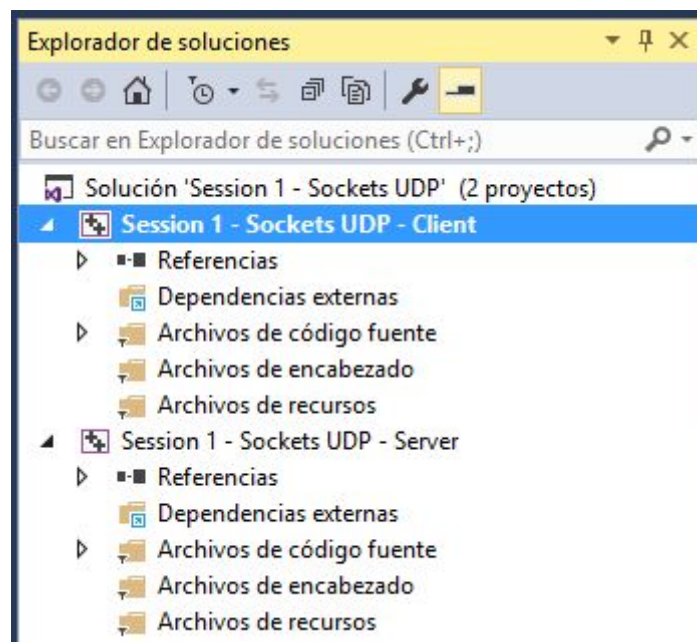 Explorador de soluciones
Buscar en Explorador de soluciones (Ctrl+;)
Solución 'Session 1 - Sockets UDP' (2 proyectos)
Session 1 - Sockets UDP - Client
Referencias
Dependencias externas
Archivos de código fuente
Archivos de encabezado
Archivos de recursos
Session 1 - Sockets UDP - Server
Referencias
Dependencias externas
Archivos de código fuente
Archivos de encabezado
Archivos de recursos